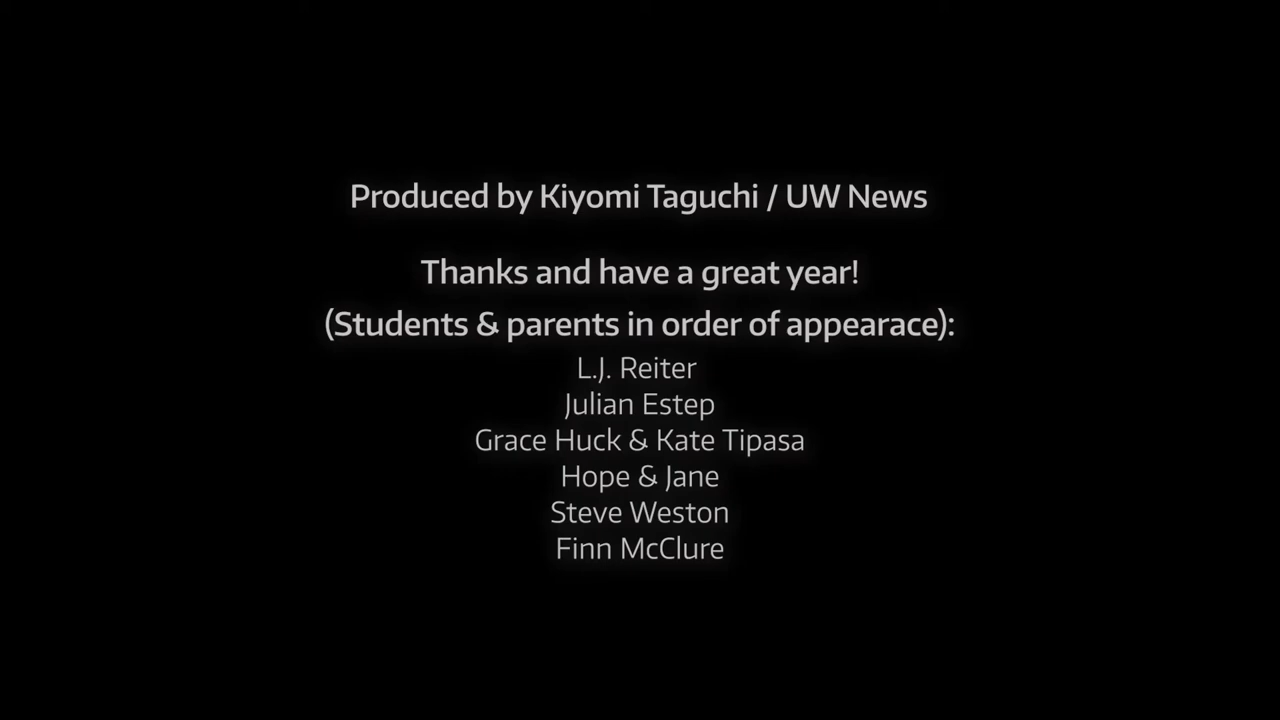 Produced by Kiyomi Taguchi / UW News
Thanks and have a great year!
(Students & parents in order of appearace):
L.J. Reiter
Julian Estep
Grace Huck & Kate Tipasa
Hope & Jane
Steve Weston
Finn McClure